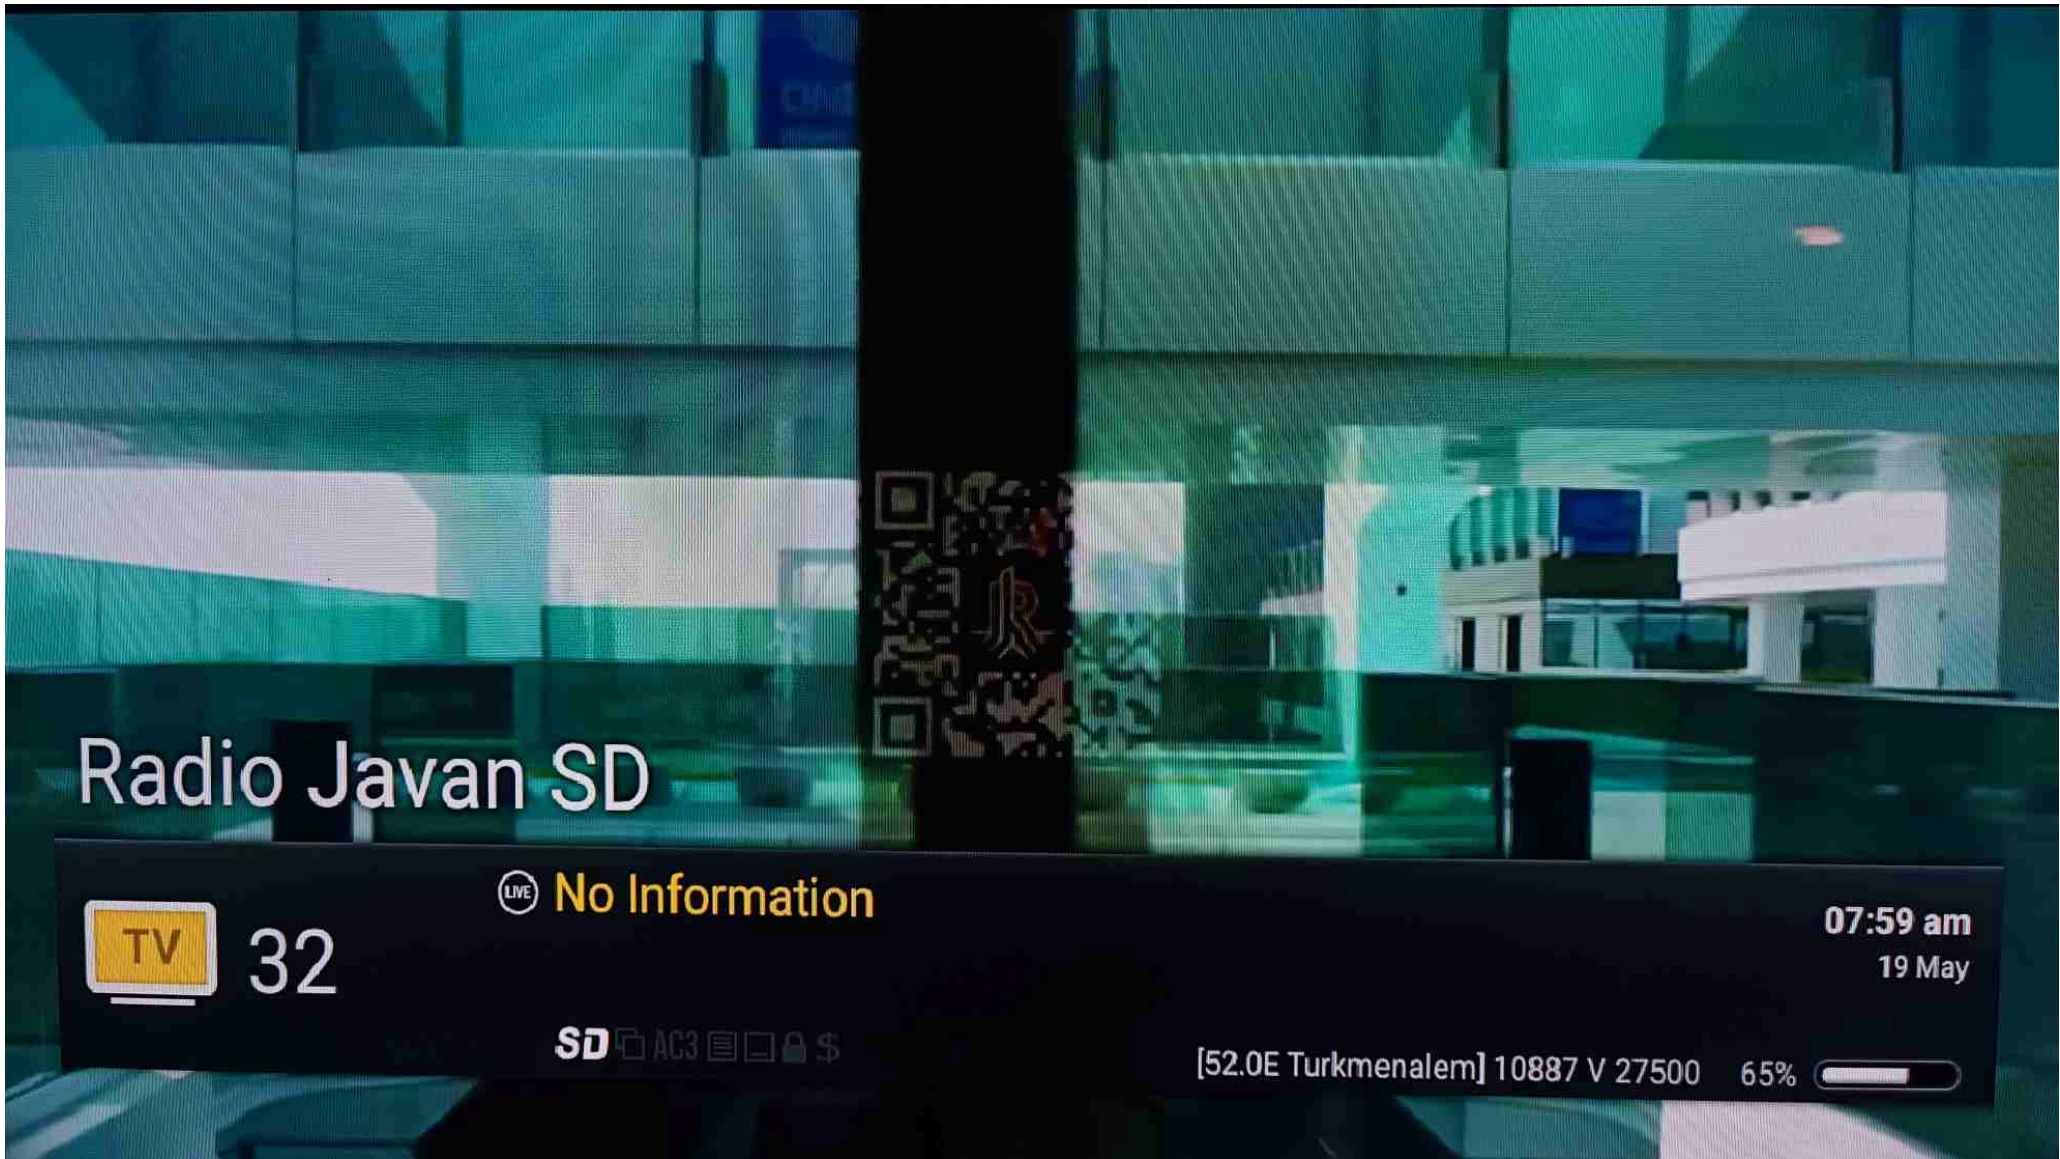 Radio Javan SD
LIVE No Information
TV 32
07:59 am
19 May
SD AC3 $
[52.0E Turkmenalem] 10887 V 27500 65%